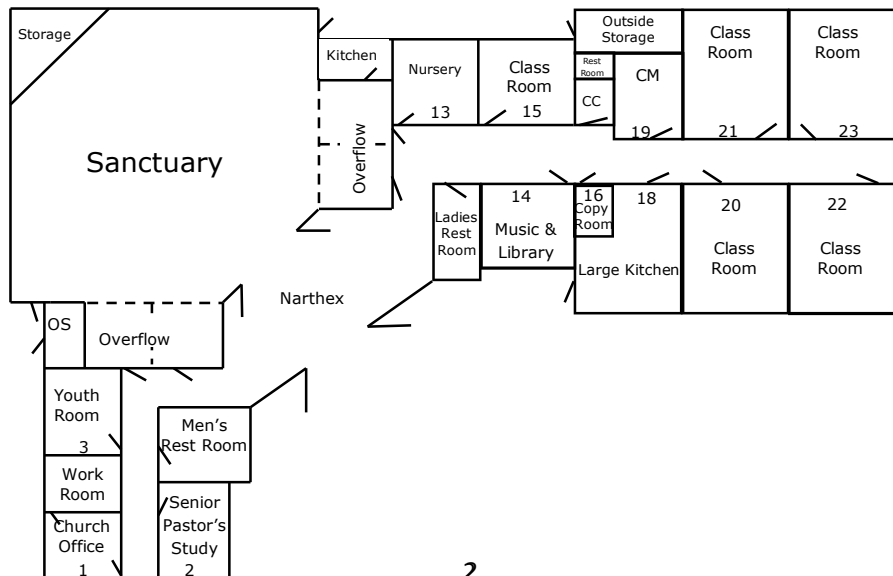 Storage
Sanctuary
Kitchen
Overflow
Nursery
13
Class
Room
15
Outside
Storage
Rest
Room
CC
CM
19
Class
Room
21
Class
Room
23
Ladies
Rest
Room
14
Music &
Library
16
Copy
Room
18
Large Kitchen
20
Class
Room
22
Class
Room
Narthex
OS
Overflow
Youth
Room
3
Work
Room
Church
Office
1
Men's
Rest Room
Senior
Pastor's
Study
2
2